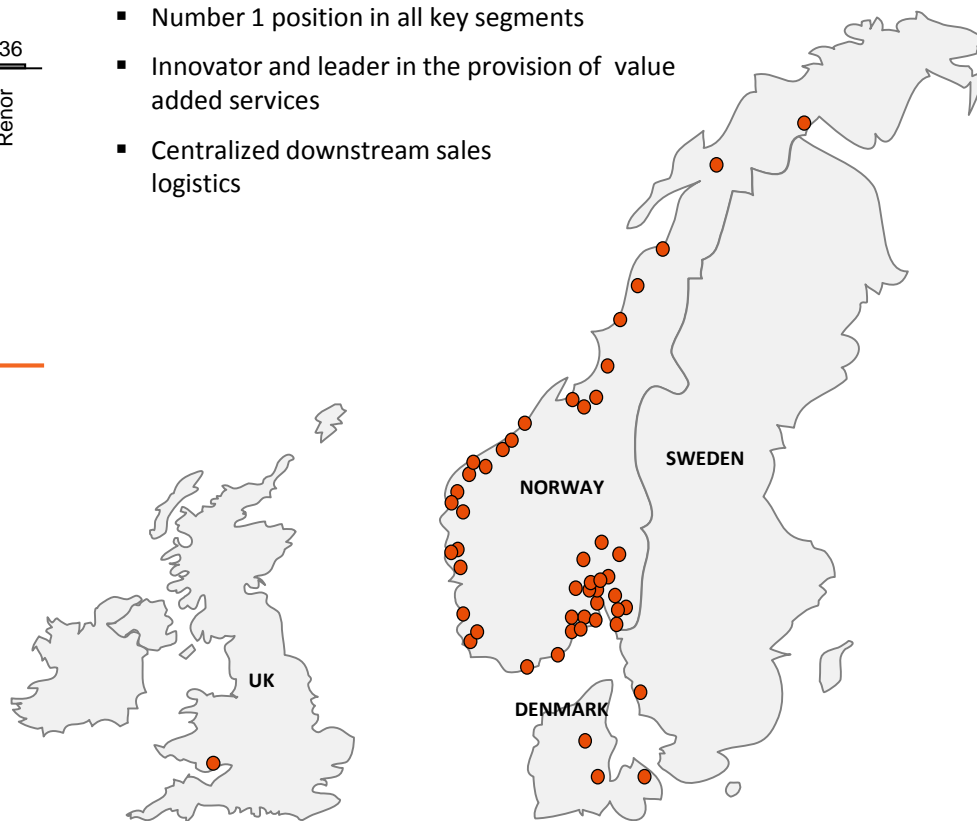 Number 1 position in all key segments
36
Innovator and leader in the provision of value
added services
Renor
Centralized downstream sales
logistics
SWEDEN
NORWAY
UK
DENMARK